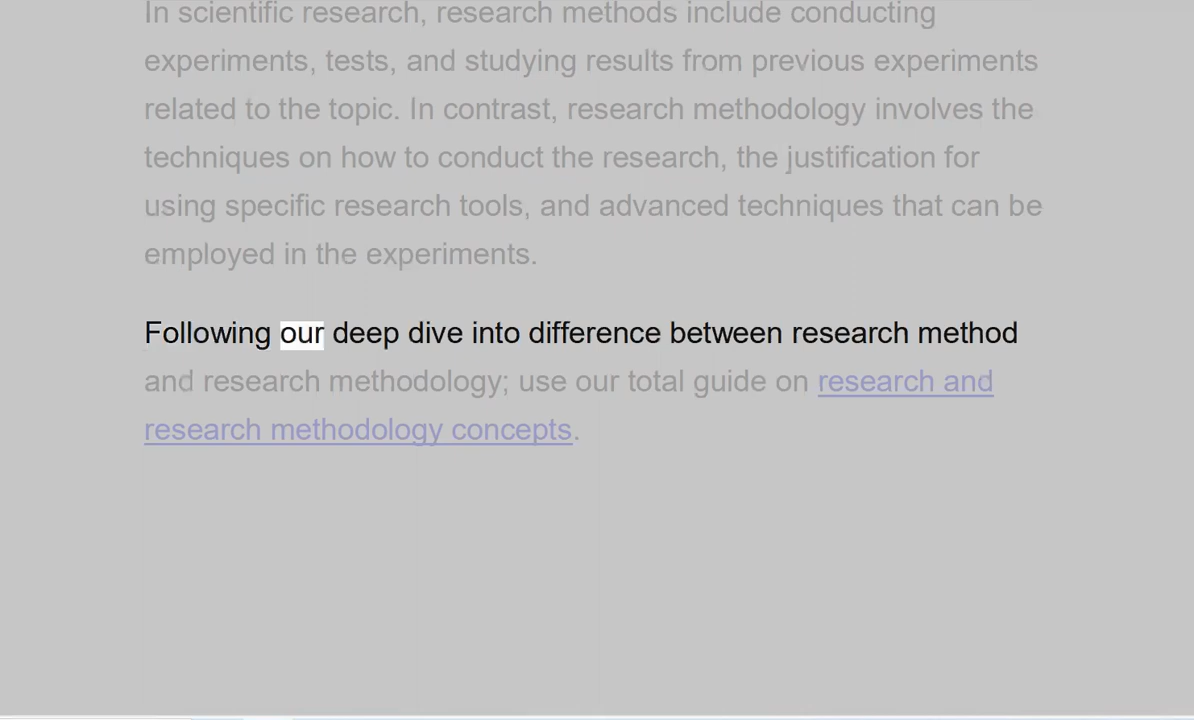 In scientific research, research methods include conducting
experiments, tests, and studying results from previous experiments
related to the topic. In contrast, research methodology involves the
techniques on how to conduct the research, the justification for
using specific research tools, and advanced techniques that can be
employed in the experiments.
Following our deep dive into difference between research method
and research methodology; use our total guide on research and
research methodology concepts.